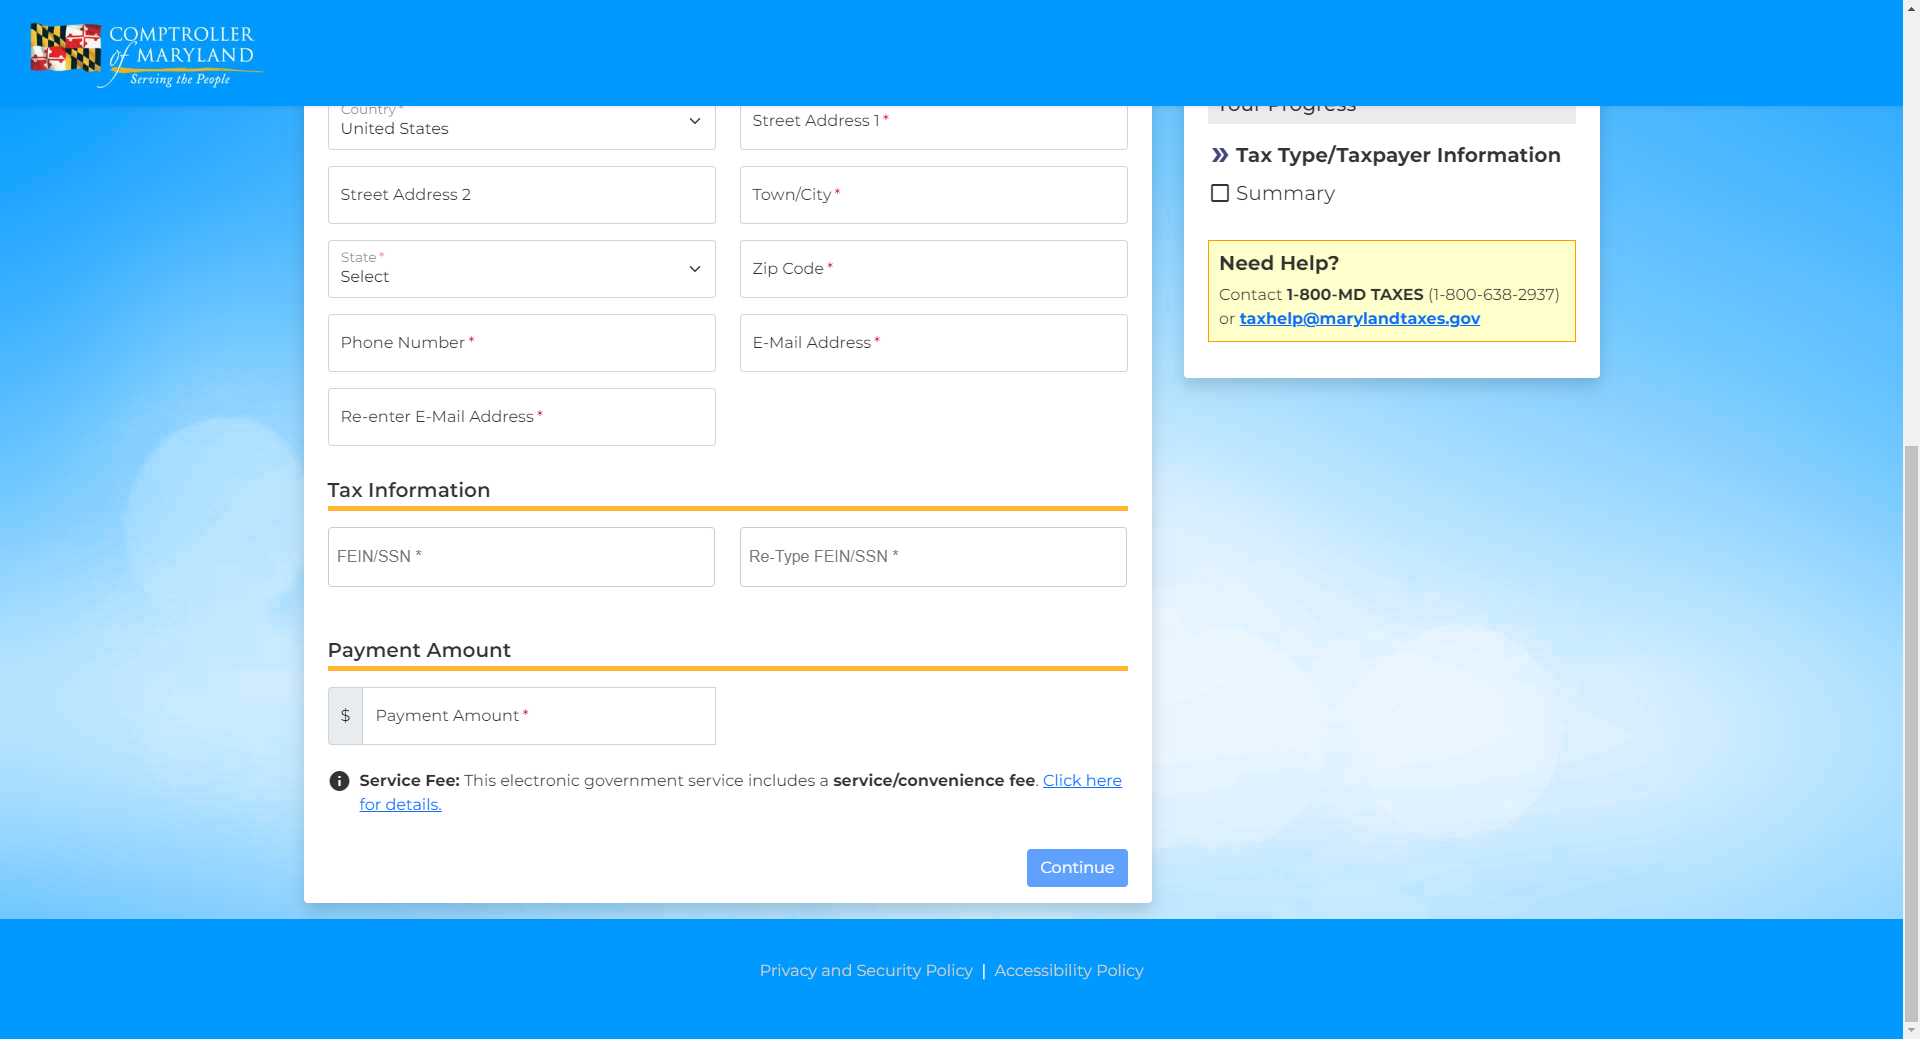 COMPTROLLER
of MARYLAND
Serving the People
Country *
United States
Street Address 1 *
Street Address 2
Town/City *
State *
Select
Zip Code *
Phone Number *
E-Mail Address *
Re-enter E-Mail Address *
Tax Information
FEIN/SSN *
Re-Type FEIN/SSN *
Payment Amount
$ Payment Amount *
Service Fee: This electronic government service includes a service/convenience fee. Click here
for details.
Continue
Your Progress
Tax Type/Taxpayer Information
Summary
Need Help?
Contact 1-800-MD TAXES (1-800-638-2937)
or taxhelp@marylandtaxes.gov
Privacy and Security Policy | Accessibility Policy